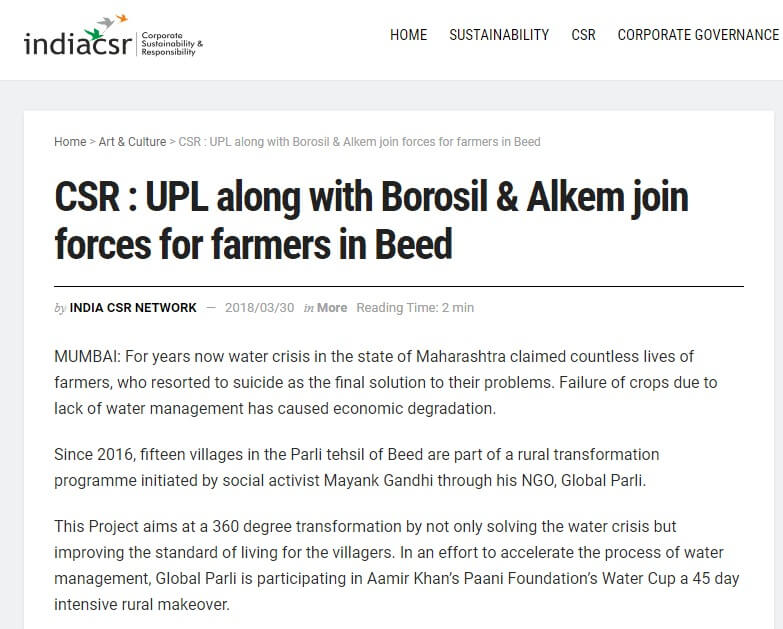 indiacsr
Corporate
Sustainability &
Responsibility
HOME SUSTAINABILITY CSR CORPORATE GOVERNANCE
Home > Art & Culture > CSR : UPL along with Borosil & Alkem join forces for farmers in Beed
CSR : UPL along with Borosil & Alkem join
forces for farmers in Beed
by INDIA CSR NETWORK — 2018/03/30 in More Reading Time: 2 min
MUMBAI: For years now water crisis in the state of Maharashtra claimed countless lives of
farmers, who resorted to suicide as the final solution to their problems. Failure of crops due to
lack of water management has caused economic degradation.
Since 2016, fifteen villages in the Parli tehsil of Beed are part of a rural transformation
programme initiated by social activist Mayank Gandhi through his NGO, Global Parli.
This Project aims at a 360 degree transformation by not only solving the water crisis but
improving the standard of living for the villagers. In an effort to accelerate the process of water
management, Global Parli is participating in Aamir Khan's Paani Foundation's Water Cup a 45 day
intensive rural makeover.